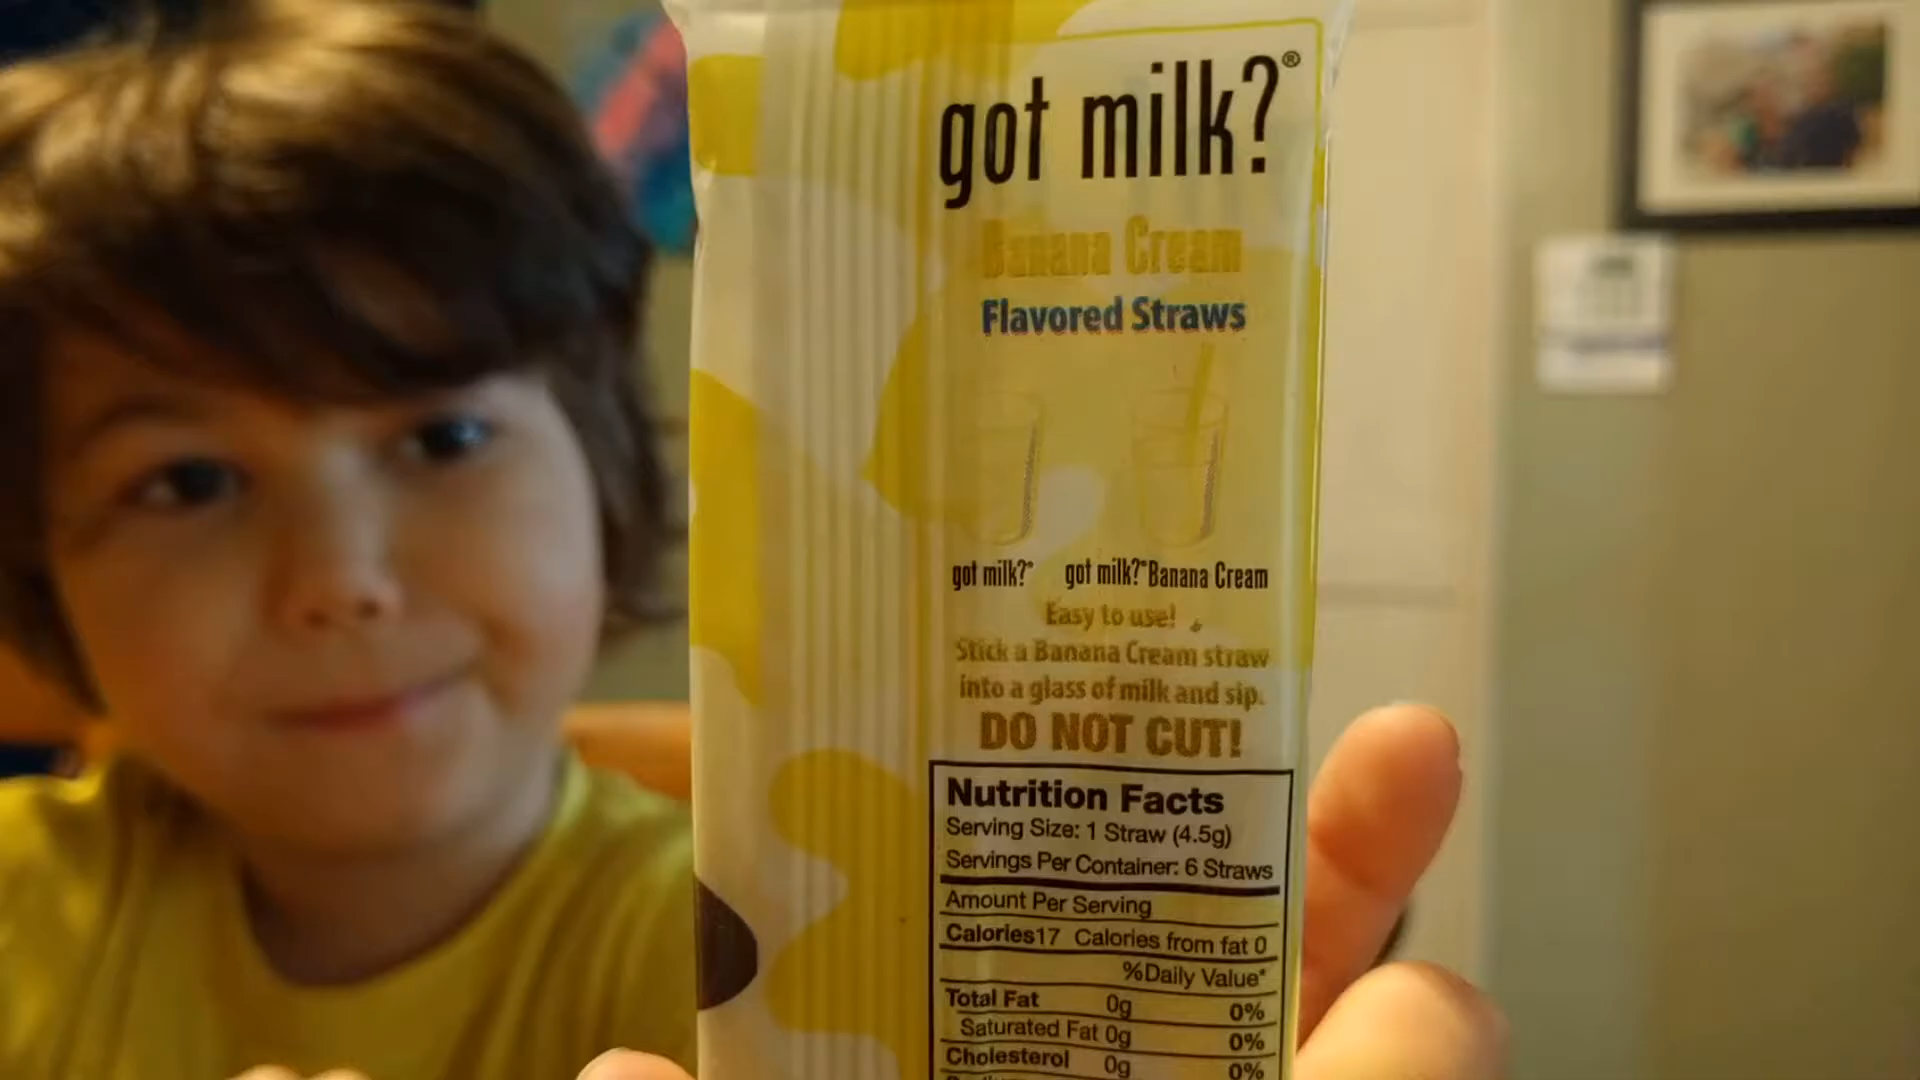 got milk?®
Banana Cream
Flavored Straws
got milk?® got milk?® Banana Cream
Easy to use!
Stick a Banana Cream straw
into a glass of milk and sip.
DO NOT CUT!
Nutrition Facts
Serving Size: 1 Straw (4.5g)
Servings Per Container: 6 Straws
Amount Per Serving
Calories17 Calories from fat 0
%Daily Value*
Total Fat 0g 0%
Saturated Fat 0g 0%
Cholesterol 0g 0%